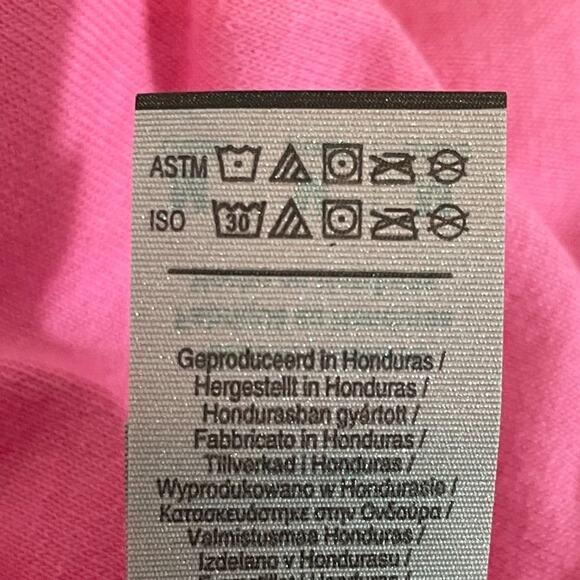 ASTM
ISO 30
Geproduceerd in Honduras /
Hergestellt in Honduras /
Hondurasban gyártott /
Fabbricato in Honduras /
Tillverkad i Honduras /
Wyprodukowano w Hondurasie /
Κατασκευάστηκε στην Ονδούρα /
Valmistusmaa Honduras /
Izdelano v Hondurasu /